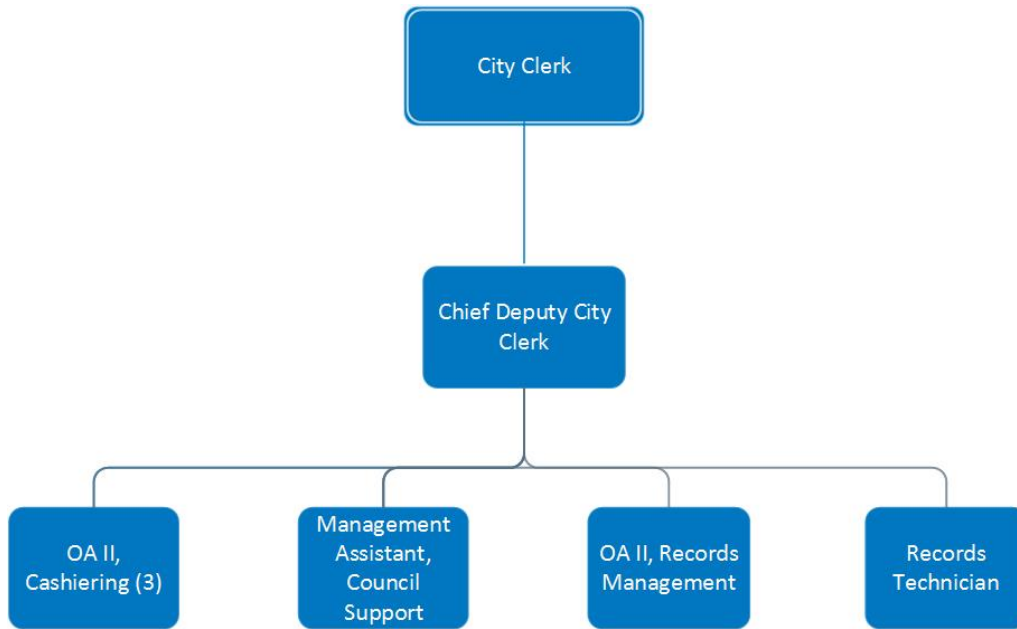 City Clerk
Chief Deputy City
Clerk
OA II,
Cashiering (3)
Management
Assistant,
Council
Support
OA II, Records
Management
Records
Technician